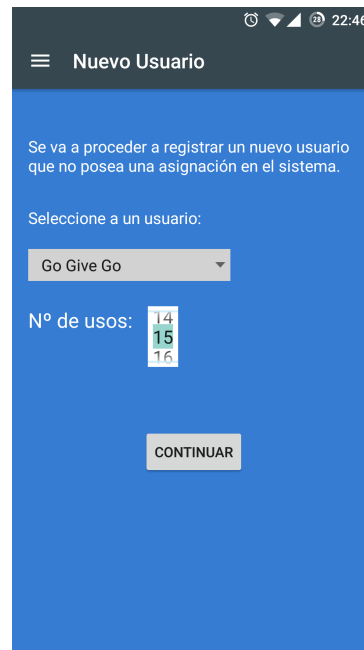 28 22:46
Nuevo Usuario
Se va a proceder a registrar un nuevo usuario
que no posea una asignación en el sistema.
Seleccione a un usuario:
Go Give Go
Nº de usos:
14
15
16
CONTINUAR